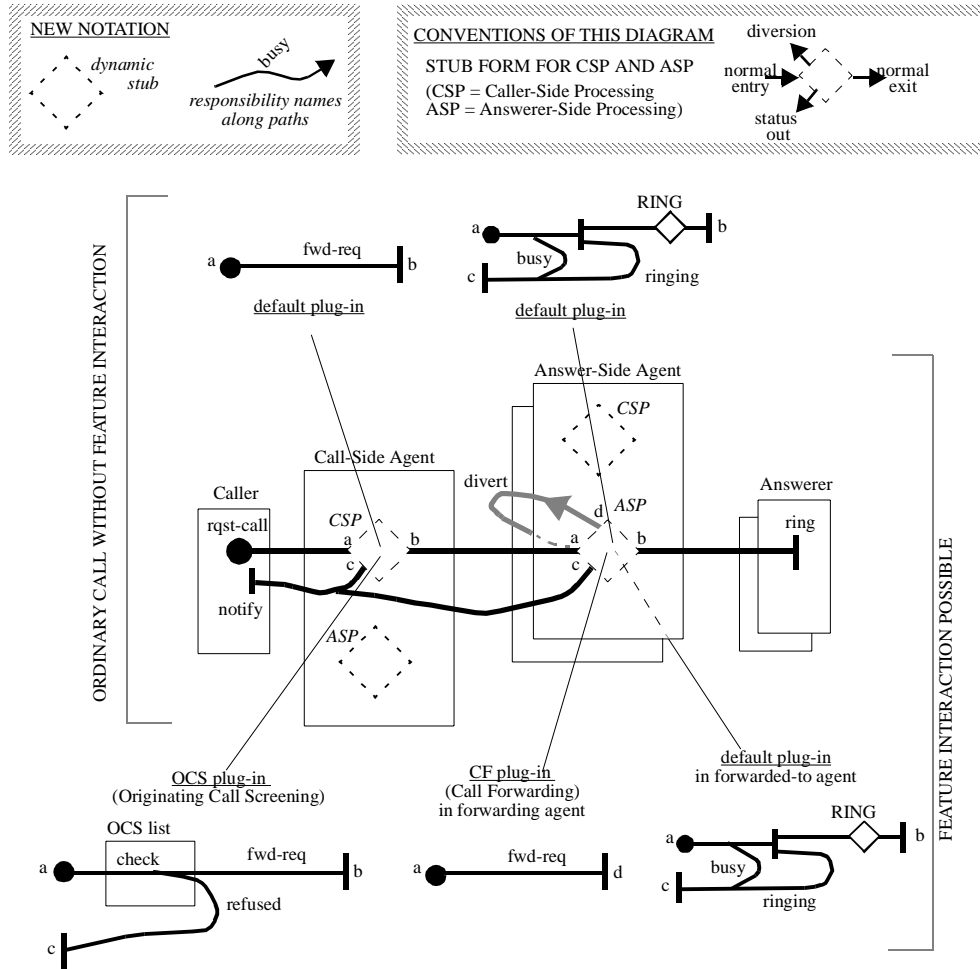 NEW NOTATION
dynamic
stub
busy
responsibility names
along paths
CONVENTIONS OF THIS DIAGRAM
STUB FORM FOR CSP AND ASP
(CSP = Caller-Side Processing
ASP = Answerer-Side Processing)
diversion
normal
entry
normal
exit
status
out
ORDINARY CALL WITHOUT FEATURE INTERACTION
a
fwd-req
b
default plug-in
RING
a
b
busy
c
ringing
default plug-in
Answer-Side Agent
CSP
Call-Side Agent
divert
Answerer
Caller
d
ASP
rqst-call
CSP
ring
a
b
a
b
c
c
notify
ASP
FEATURE INTERACTION POSSIBLE
OCS plug-in
(Originating Call Screening)
CF plug-in
(Call Forwarding)
in forwarding agent
default plug-in
in forwarded-to agent
OCS list
a
check
fwd-req
b
refused
c
a
fwd-req
d
RING
a
b
busy
c
ringing